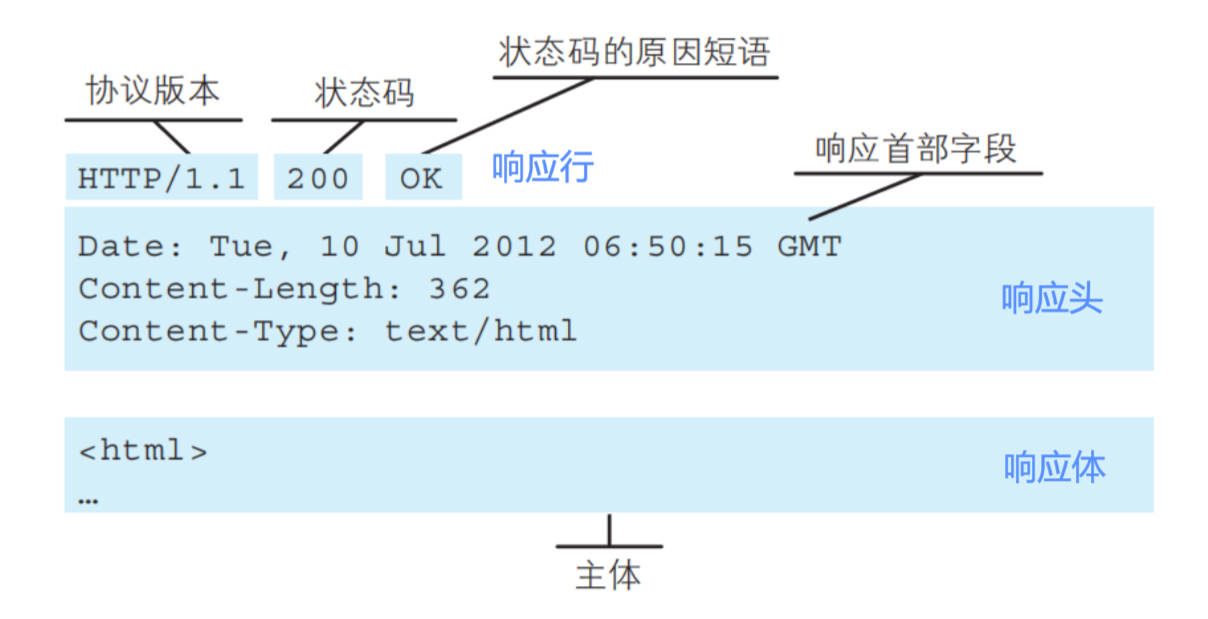 状态码的原因短语
协议版本 状态码
响应首部字段
HTTP/1.1 200 OK 响应行
Date: Tue, 10 Jul 2012 06:50:15 GMT
Content-Length: 362
响应头
Content-Type: text/html
<html>
响应体
…
主体